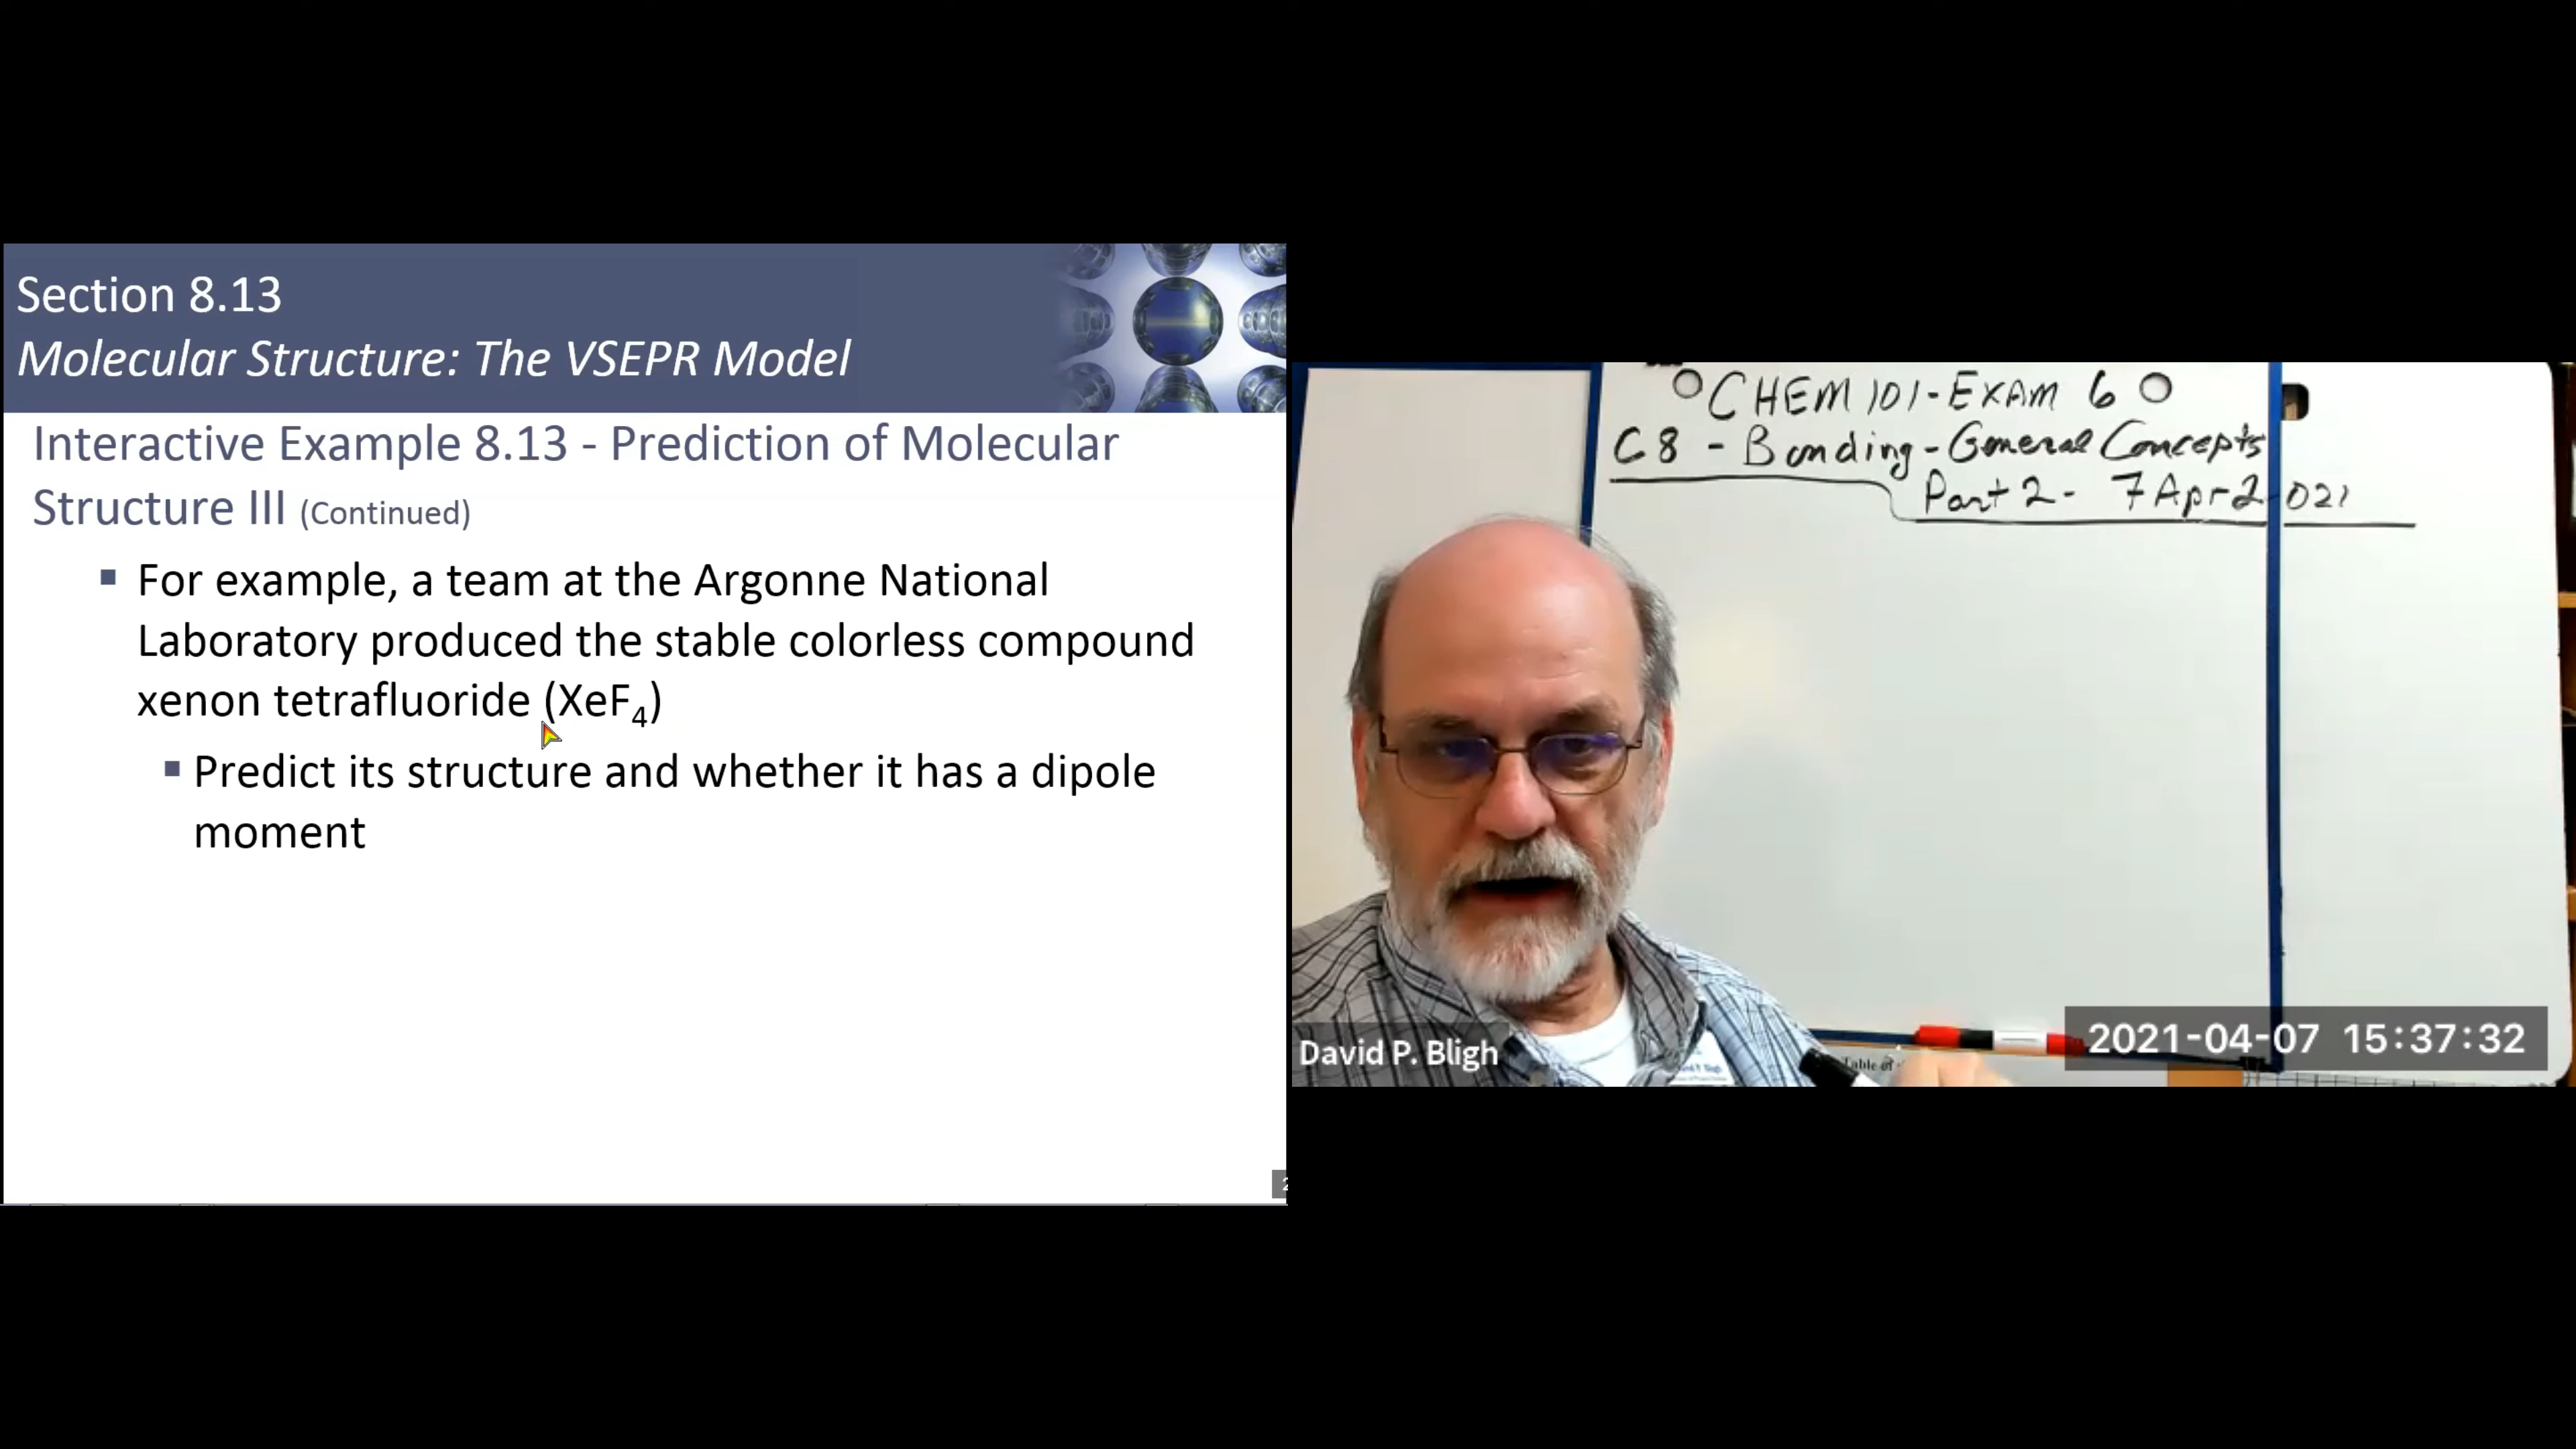 Section 8.13
Molecular Structure: The VSEPR Model
Interactive Example 8.13 - Prediction of Molecular
Structure III (Continued)
▪ For example, a team at the Argonne National
Laboratory produced the stable colorless compound
xenon tetrafluoride (XeF₄)
▪ Predict its structure and whether it has a dipole
moment
2
CHEM 101-EXAM 6
C8 - Bonding-General Concepts
Part 2- 7Apr2021
David P. Bligh
2021-04-07 15:37:32
Table of